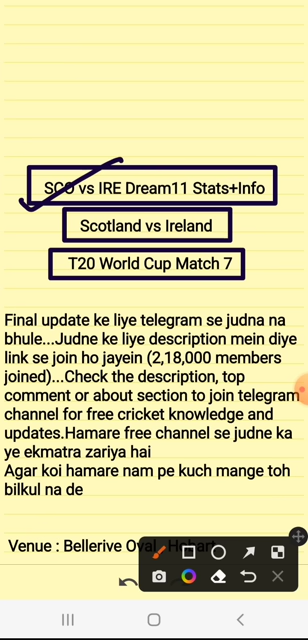 SCO vs IRE Dream11 Stats+Info
Scotland vs Ireland
T20 World Cup Match 7
Final update ke liye telegram se judna na
bhule...Judne ke liye description mein diye
link se join ho jayein (2,18,000 members
joined)...Check the description, top
comment or about section to join telegram
channel for free cricket knowledge and
updates.Hamare free channel se judne ka
ye ekmatra zariya hai
Agar koi hamare nam pe kuch mange toh
bilkul na de
Venue : Bellerive Oval, Hobart